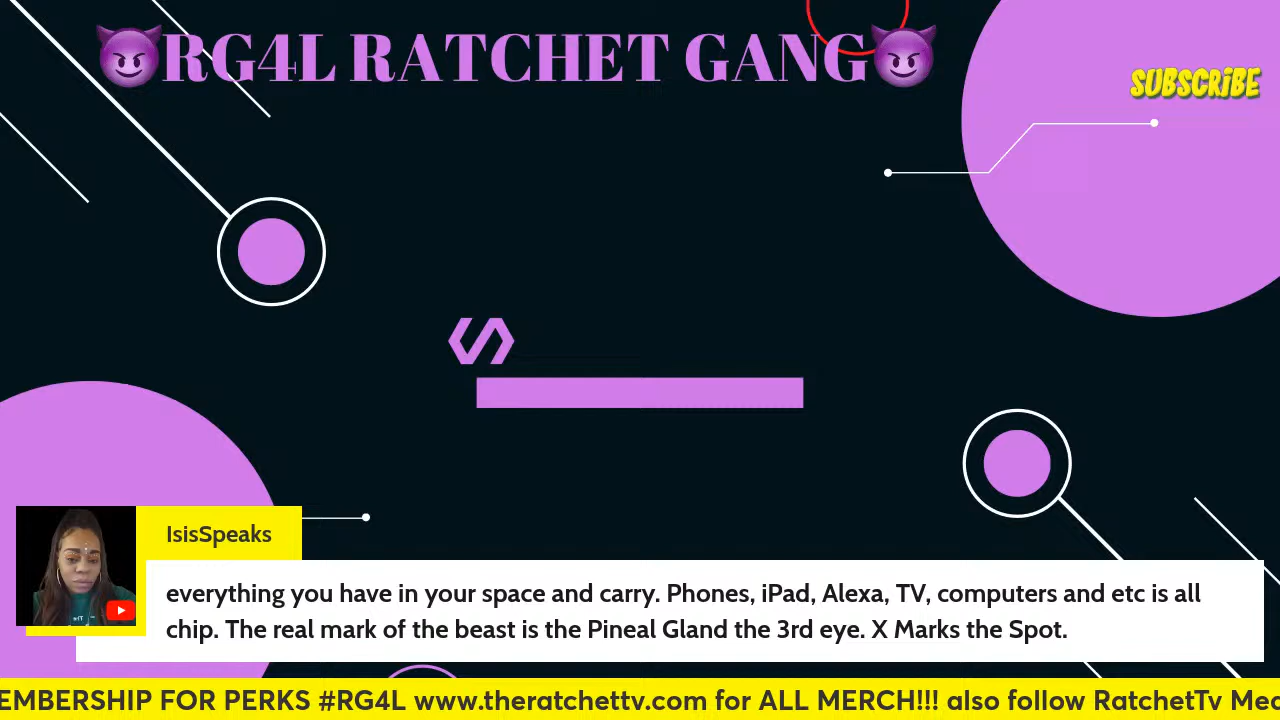 😈RG4L RATCHET GANG😈
SUBSCRIBE
IsisSpeaks
everything you have in your space and carry. Phones, iPad, Alexa, TV, computers and etc is all
chip. The real mark of the beast is the Pineal Gland the 3rd eye. X Marks the Spot.
EMBERSHIP FOR PERKS #RG4L www.theratchettv.com for ALL MERCH!!! also follow RatchetTv Med